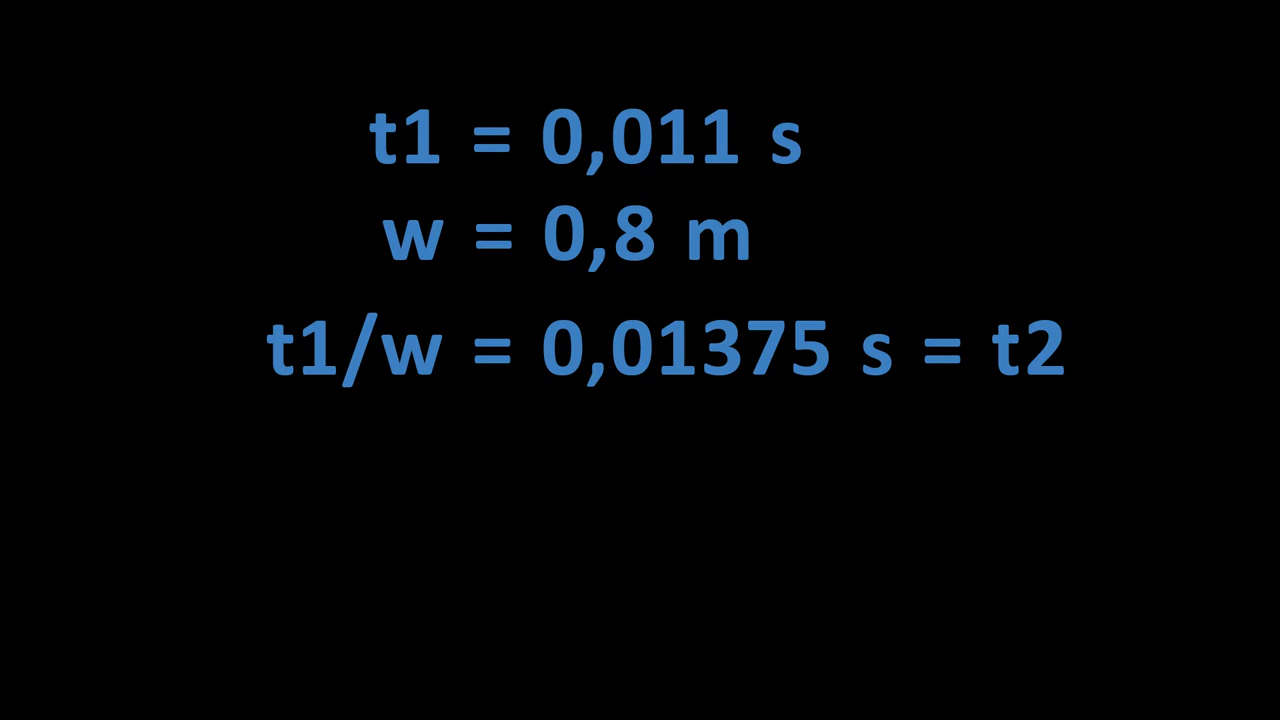 t1 = 0,011 s
w = 0,8 m
t1/w = 0,01375 s = t2